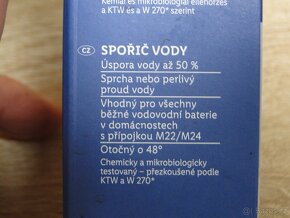 Kémiai és mikrobiológiai ellenőrzés
a KTW és a W 270* szerint
CZ
SPOŘIČ VODY
Úspora vody až 50 %
Sprcha nebo perlivý
proud vody
Vhodný pro všechny
běžné vodovodní baterie
v domácnostech
s přípojkou M22/M24
Otočný o 48°
Chemicky a mikrobiologicky
testovaný – přezkoušené podle
KTW a W 270*